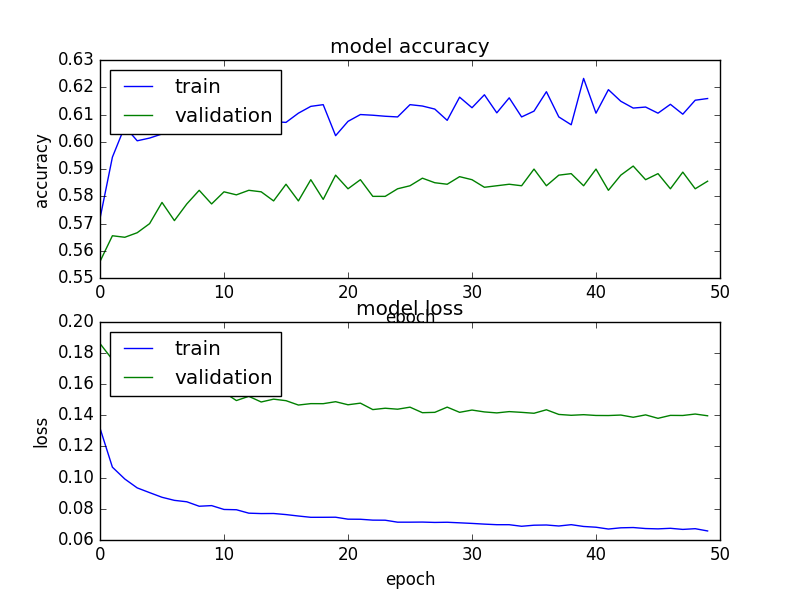 model accuracy
0.63
0.62
0.61
0.60
0.59
0.58
0.57
0.56
0.55
accuracy
train
validation
0 10 20 30 40 50
epoch
model loss
0.20
0.18
0.16
0.14
0.12
0.10
0.08
0.06
loss
train
validation
0 10 20 30 40 50
epoch